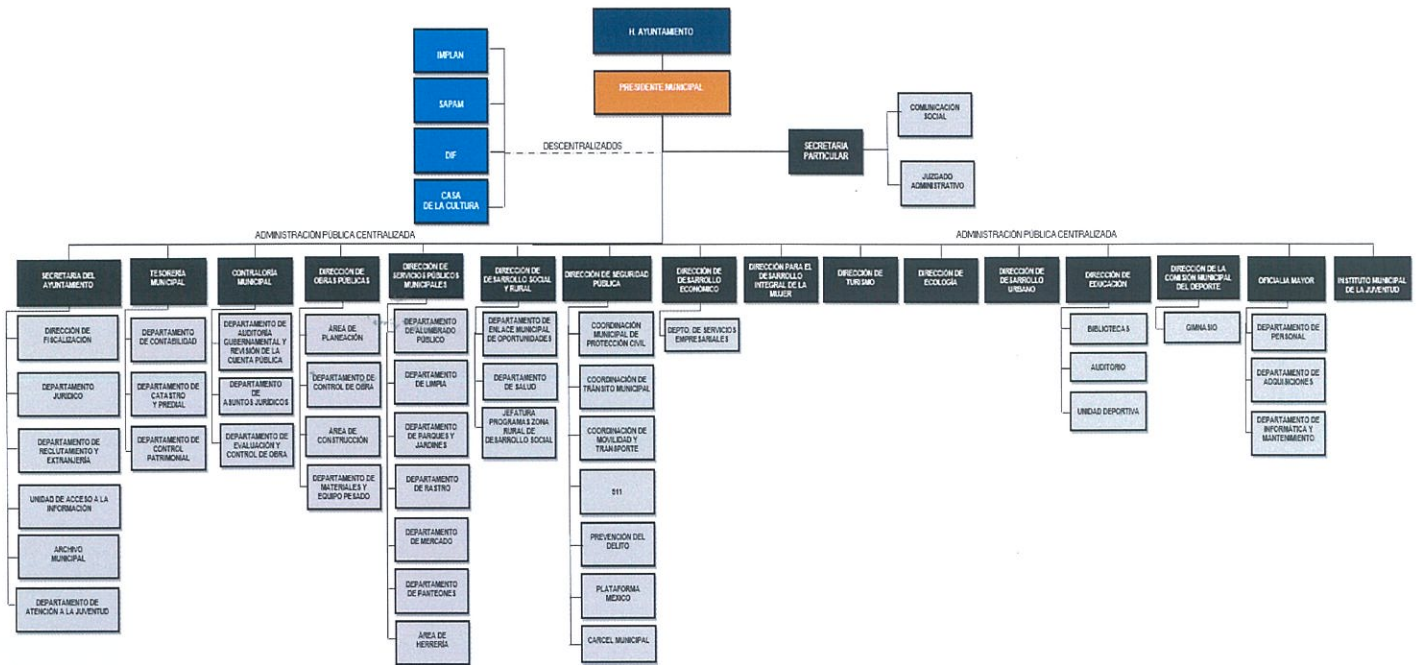 H. AYUNTAMIENTO
PRESIDENTE MUNICIPAL
IMPLAN
SAPAM
DIF
CASA
DE LA CULTURA
DESCENTRALIZADOS
SECRETARIA
PARTICULAR
COMUNICACIÓN
SOCIAL
JUZGADO
ADMINISTRATIVO
ADMINISTRACIÓN PÚBLICA CENTRALIZADA
ADMINISTRACIÓN PÚBLICA CENTRALIZADA
SECRETARIA DEL
AYUNTAMIENTO
DIRECCIÓN DE
FISCALIZACIÓN
DEPARTAMENTO
JURÍDICO
DEPARTAMENTO DE
RECLUTAMIENTO Y
EXTRANJERÍA
UNIDAD DE ACCESO A LA
INFORMACIÓN
ARCHIVO
MUNICIPAL
DEPARTAMENTO DE
ATENCIÓN A LA JUVENTUD
TESORERÍA
MUNICIPAL
DEPARTAMENTO
DE CONTABILIDAD
DEPARTAMENTO DE
CATASTRO
Y PREDIAL
DEPARTAMENTO DE
CONTROL
PATRIMONIAL
CONTRALORÍA
MUNICIPAL
DEPARTAMENTO DE
AUDITORÍA
GUBERNAMENTAL Y
REVISIÓN DE LA
CUENTA PÚBLICA
DEPARTAMENTO
DE
ASUNTOS JURÍDICOS
DEPARTAMENTO DE
EVALUACIÓN Y
CONTROL DE OBRA
DIRECCIÓN DE
OBRAS PÚBLICAS
ÁREA DE
PLANEACIÓN
DEPARTAMENTO DE
CONTROL DE OBRA
ÁREA DE
CONSTRUCCIÓN
DEPARTAMENTO DE
MATERIALES Y
EQUIPO PESADO
DIRECCIÓN DE
SERVICIOS PÚBLICOS
MUNICIPALES
DEPARTAMENTO
DE ALUMBRADO
PÚBLICO
DEPARTAMENTO
DE LIMPIA
DEPARTAMENTO
DE PARQUES Y
JARDINES
DEPARTAMENTO
DE RASTRO
DEPARTAMENTO
DE MERCADO
DEPARTAMENTO
DE PANTEONES
ÁREA DE
HERRERÍA
DIRECCIÓN DE
DESARROLLO SOCIAL
Y RURAL
DEPARTAMENTO DE
ENLACE MUNICIPAL
DE OPORTUNIDADES
DEPARTAMENTO
DE SALUD
JEFATURA
PROGRAMAS ZONA
RURAL DE
DESARROLLO SOCIAL
DIRECCIÓN DE SEGURIDAD
PÚBLICA
COORDINACIÓN
MUNICIPAL DE
PROTECCIÓN CIVIL
COORDINACIÓN DE
TRÁNSITO MUNICIPAL
COORDINACIÓN DE
MOVILIDAD Y
TRANSPORTE
PREVENCIÓN DEL
DELITO
PLATAFORMA
MÉXICO
CARCEL MUNICIPAL
DIRECCIÓN DE
DESARROLLO
ECONÓMICO
DEPTO. DE SERVICIOS
EMPRESARIALES
DIRECCIÓN PARA EL
DESARROLLO
INTEGRAL DE LA
MUJER
DIRECCIÓN DE
TURISMO
DIRECCIÓN DE
ECOLOGÍA
DIRECCIÓN DE
DESARROLLO
URBANO
DIRECCIÓN DE
EDUCACIÓN
BIBLIOTECAS
AUDITORIO
UNIDAD DEPORTIVA
DIRECCIÓN DE LA
COMISIÓN MUNICIPAL
DEL DEPORTE
GIMNASIO
OFICIALIA MAYOR
DEPARTAMENTO DE
PERSONAL
DEPARTAMENTO DE
ADQUISICIONES
DEPARTAMENTO DE
INFORMÁTICA Y
MANTENIMIENTO
INSTITUTO MUNICIPAL
DE LA JUVENTUD